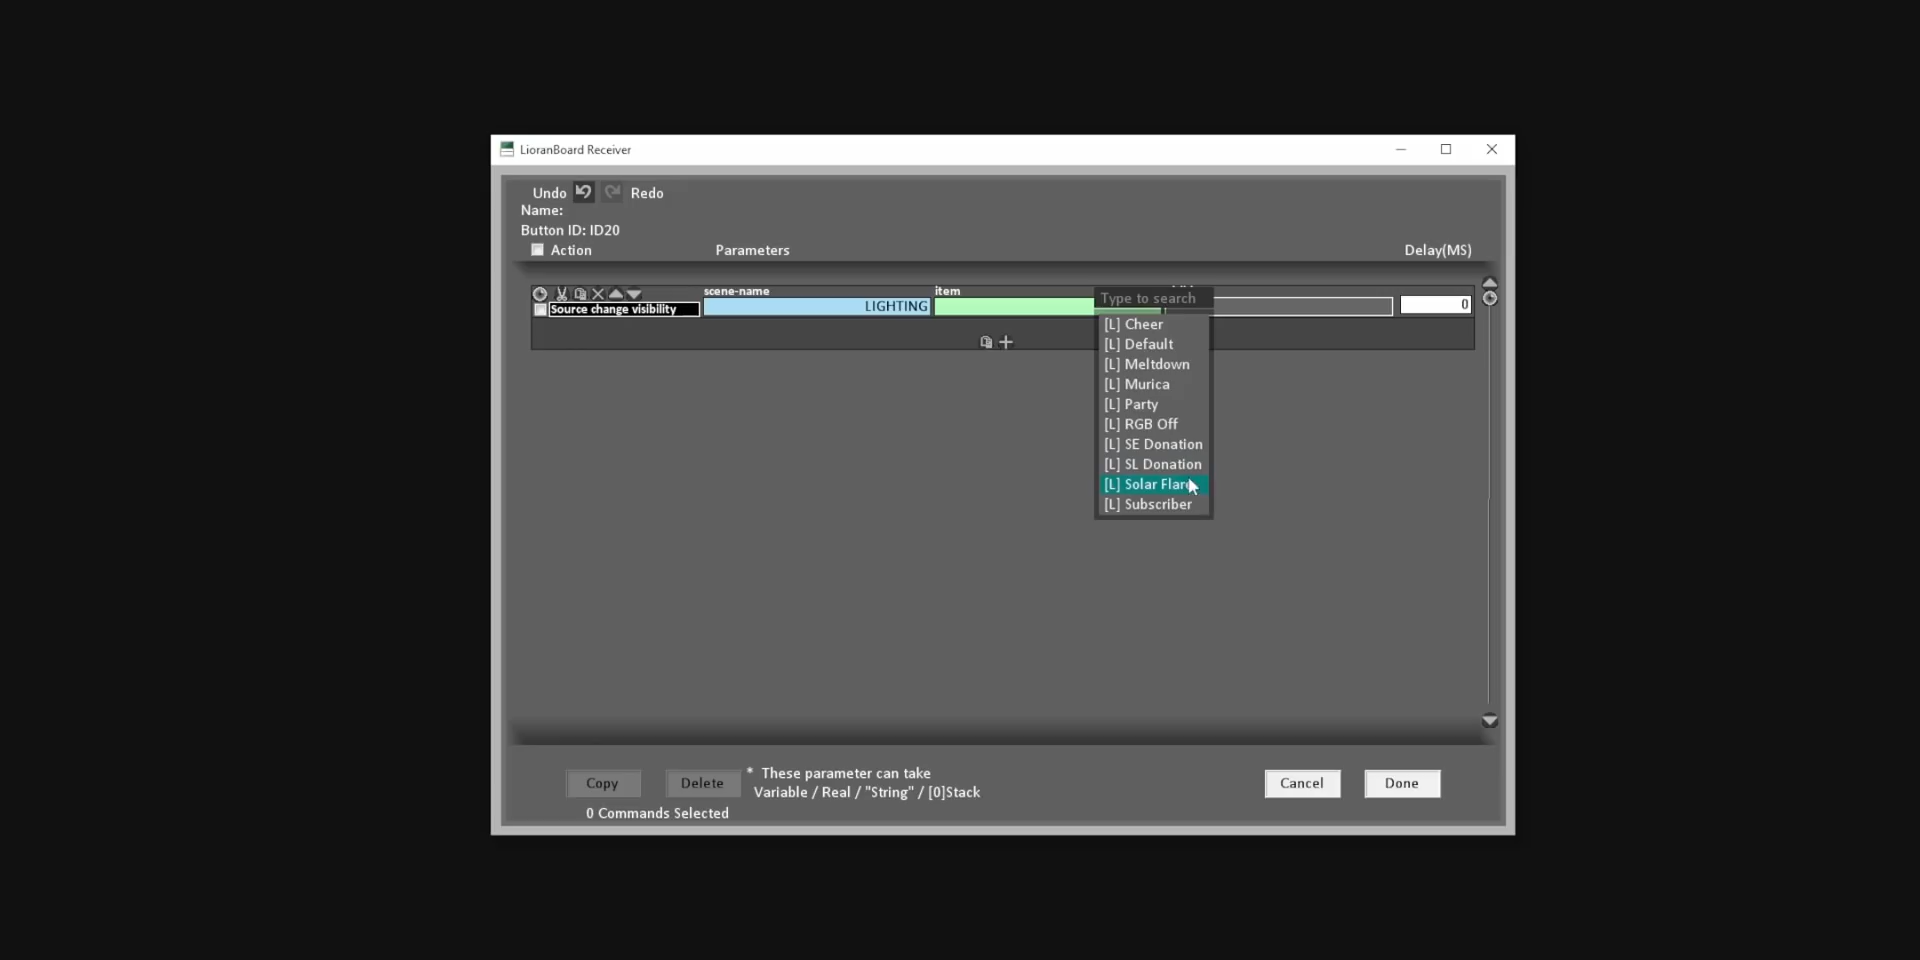 LioranBoard Receiver
Undo Redo
Name:
Button ID: ID20
Action Parameters Delay(MS)
scene-name item
Source change visibility LIGHTING 0
Type to search
[L] Cheer
[L] Default
[L] Meltdown
[L] Murica
[L] Party
[L] RGB Off
[L] SE Donation
[L] SL Donation
[L] Solar Flare
[L] Subscriber
Copy Delete
* These parameter can take
Variable / Real / "String" / [0]Stack
0 Commands Selected
Cancel Done